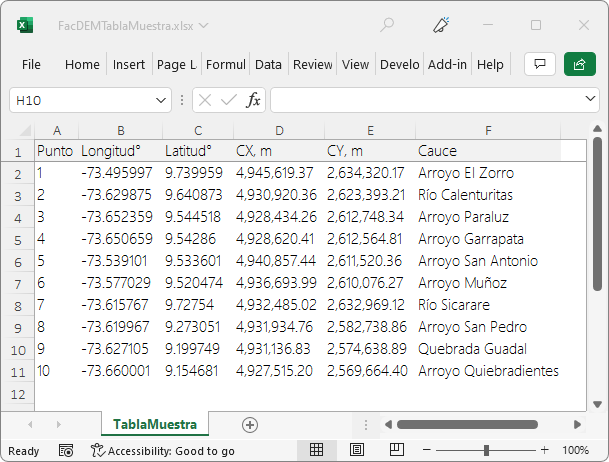 FacDEMTablaMuestra.xlsx
File Home Insert Page L Formul Data Review View Develo Add-in Help
H10 fx
A B C D E F
1 Punto Longitud° Latitud° CX, m CY, m Cauce
2 1 -73.495997 9.739959 4,945,619.37 2,634,320.17 Arroyo El Zorro
3 2 -73.629875 9.640873 4,930,920.36 2,623,393.21 Río Calenturitas
4 3 -73.652359 9.544518 4,928,434.26 2,612,748.34 Arroyo Paraluz
5 4 -73.650659 9.54286 4,928,620.41 2,612,564.81 Arroyo Garrapata
6 5 -73.539101 9.533601 4,940,857.44 2,611,520.36 Arroyo San Antonio
7 6 -73.577029 9.520474 4,936,693.99 2,610,076.27 Arroyo Muñoz
8 7 -73.615767 9.72754 4,932,485.02 2,632,969.12 Río Sicarare
9 8 -73.619967 9.273051 4,931,934.76 2,582,738.86 Arroyo San Pedro
10 9 -73.627105 9.199749 4,931,136.83 2,574,638.89 Quebrada Guadal
11 10 -73.660001 9.154681 4,927,515.20 2,569,664.40 Arroyo Quiebradientes
12
TablaMuestra
Ready Accessibility: Good to go 100%